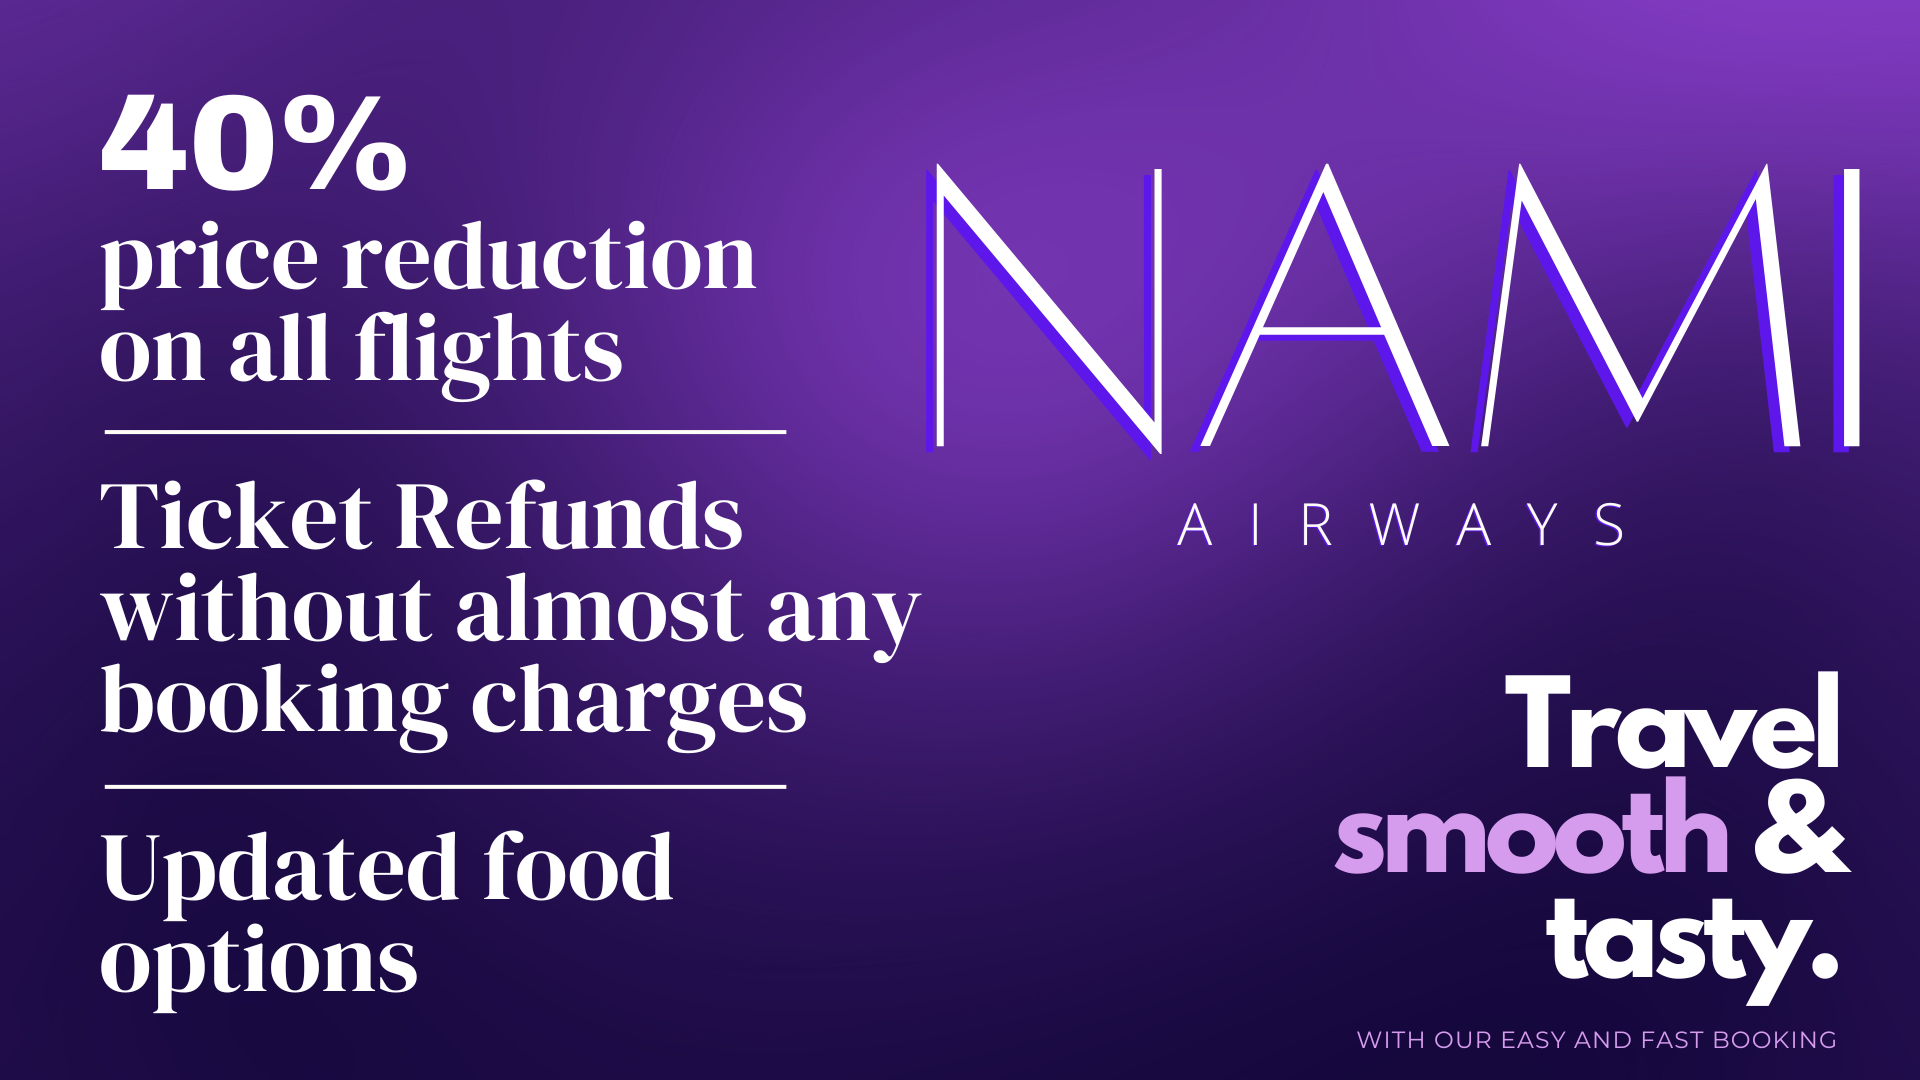 40%
price reduction
on all flights
Ticket Refunds
without almost any
booking charges
Updated food
options
NAMI
AIRWAYS
Travel
smooth &
tasty.
WITH OUR EASY AND FAST BOOKING